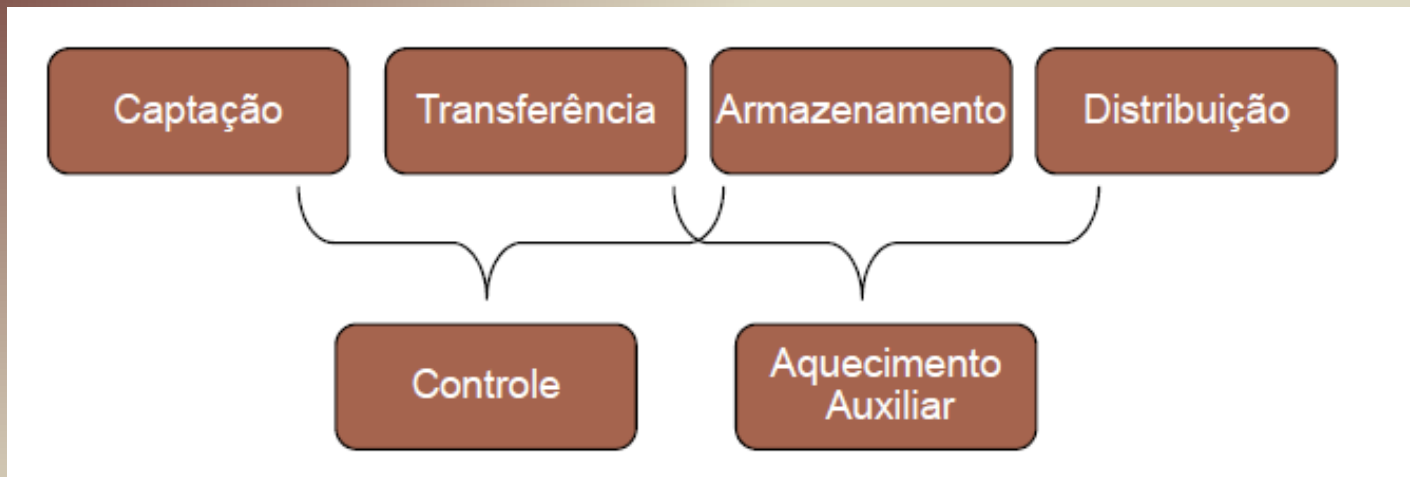 Captação
Transferência
Armazenamento
Distribuição
Controle
Aquecimento
Auxiliar